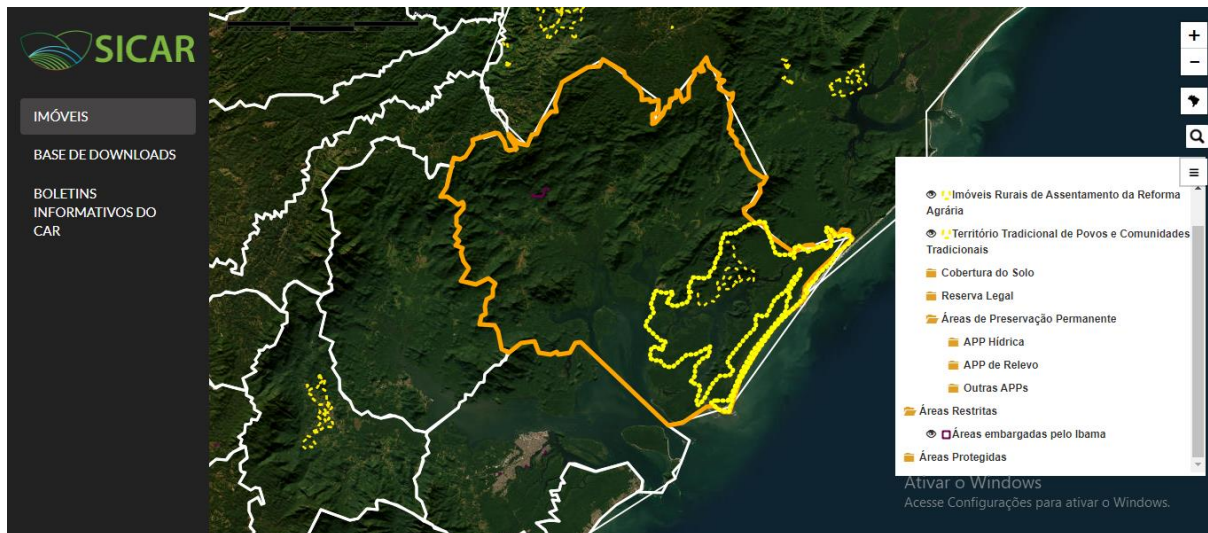 SICAR
IMÓVEIS
BASE DE DOWNLOADS
BOLETINS
INFORMATIVOS DO
CAR
+
−
≡
Imóveis Rurais de Assentamento da Reforma
Agrária
Território Tradicional de Povos e Comunidades
Tradicionais
Cobertura do Solo
Reserva Legal
Áreas de Preservação Permanente
APP Hídrica
APP de Relevo
Outras APPs
Áreas Restritas
Áreas embargadas pelo Ibama
Áreas Protegidas
Ativar o Windows
Acesse Configurações para ativar o Windows.